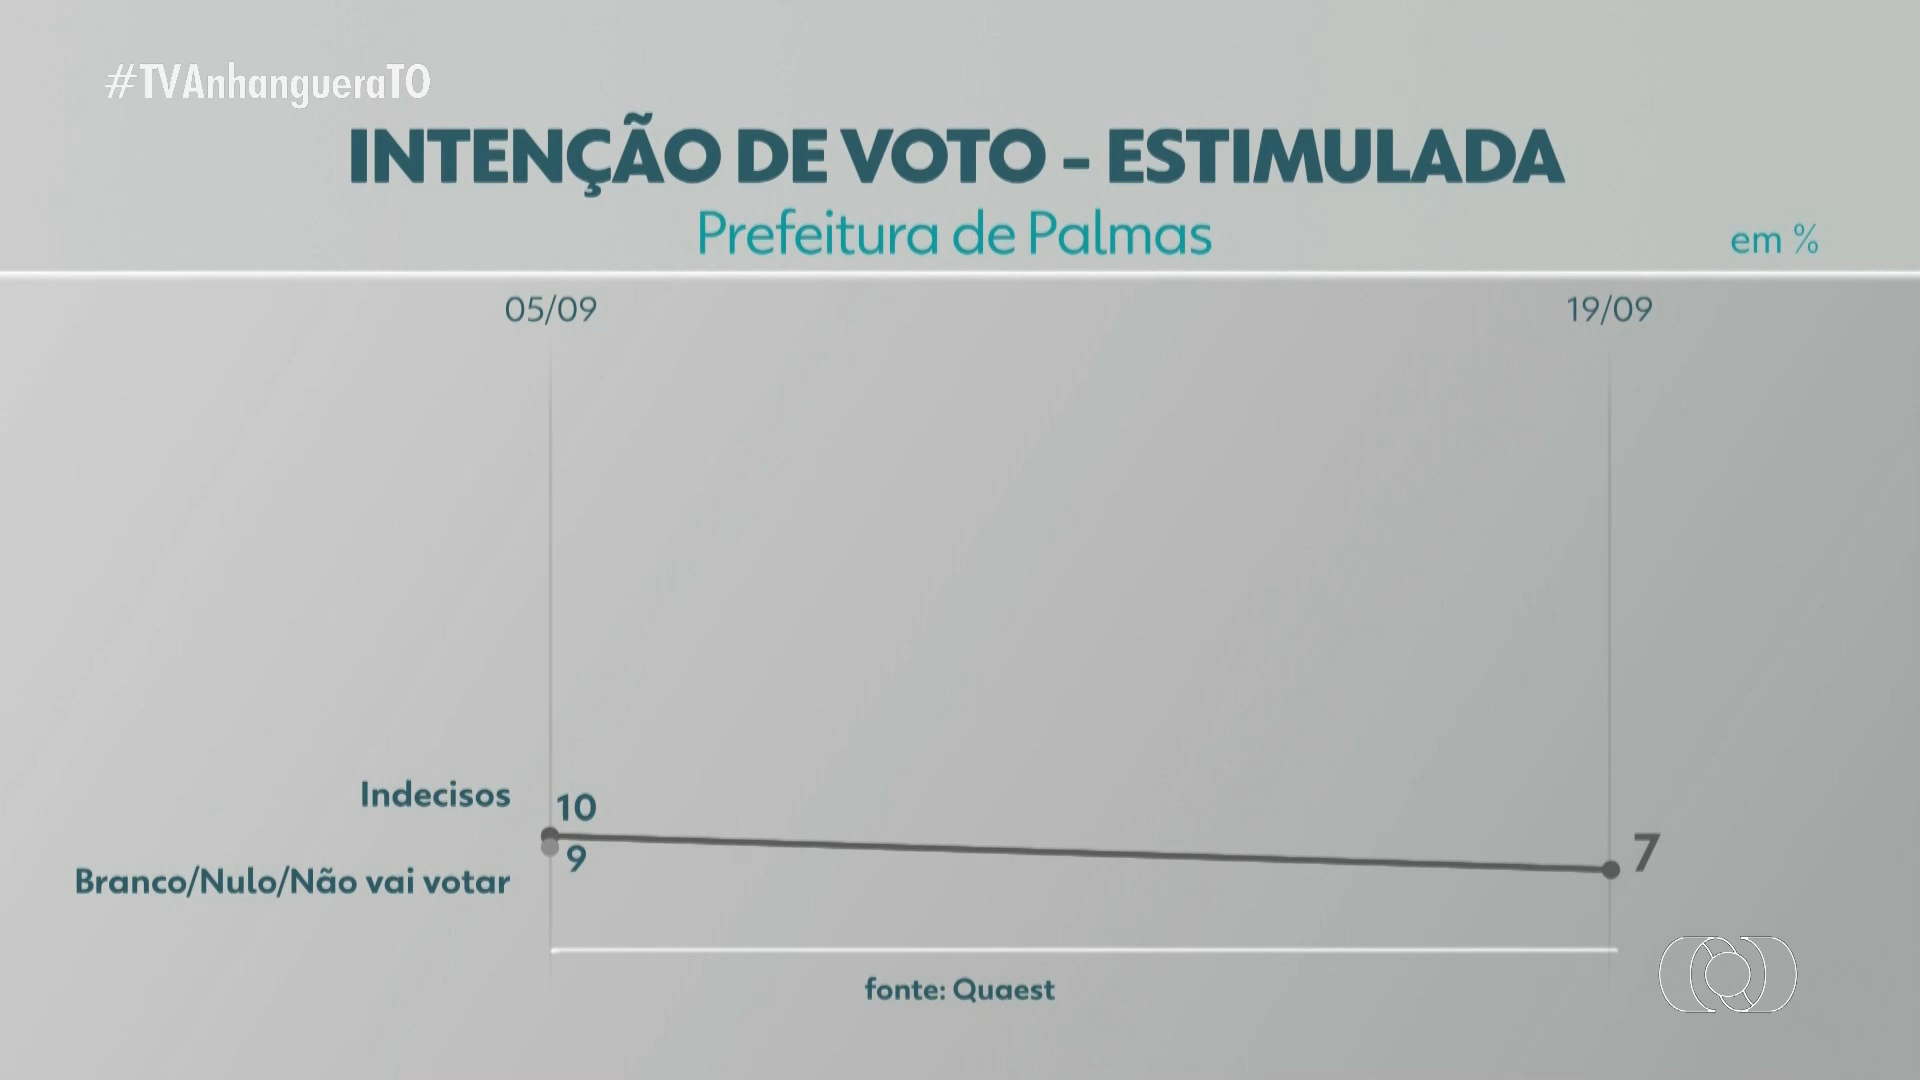 #TVAnhangueraTO
INTENÇÃO DE VOTO - ESTIMULADA
Prefeitura de Palmas
em %
05/09
19/09
Indecisos
10
9
7
Branco/Nulo/Não vai votar
fonte: Quaest